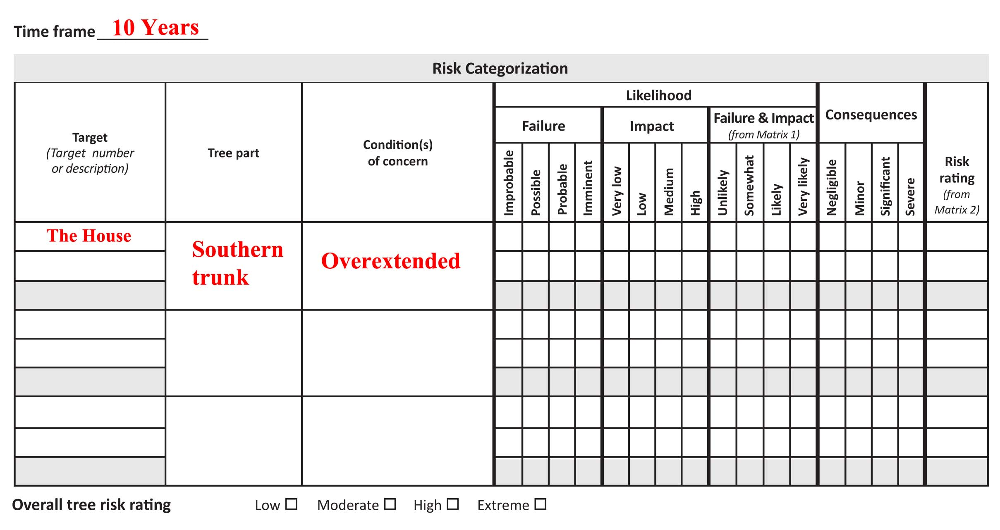 Time frame 10 Years
Risk Categorization
Likelihood
Failure
Impact
Failure & Impact
(from Matrix 1)
Consequences
Target
(Target number
or description)
Tree part
Condition(s)
of concern
Improbable
Possible
Probable
Imminent
Very low
Low
Medium
High
Unlikely
Somewhat
Likely
Very likely
Negligible
Minor
Significant
Severe
Risk
rating
(from
Matrix 2)
The House
Southern
trunk
Overextended
Overall tree risk rating Low Moderate High Extreme